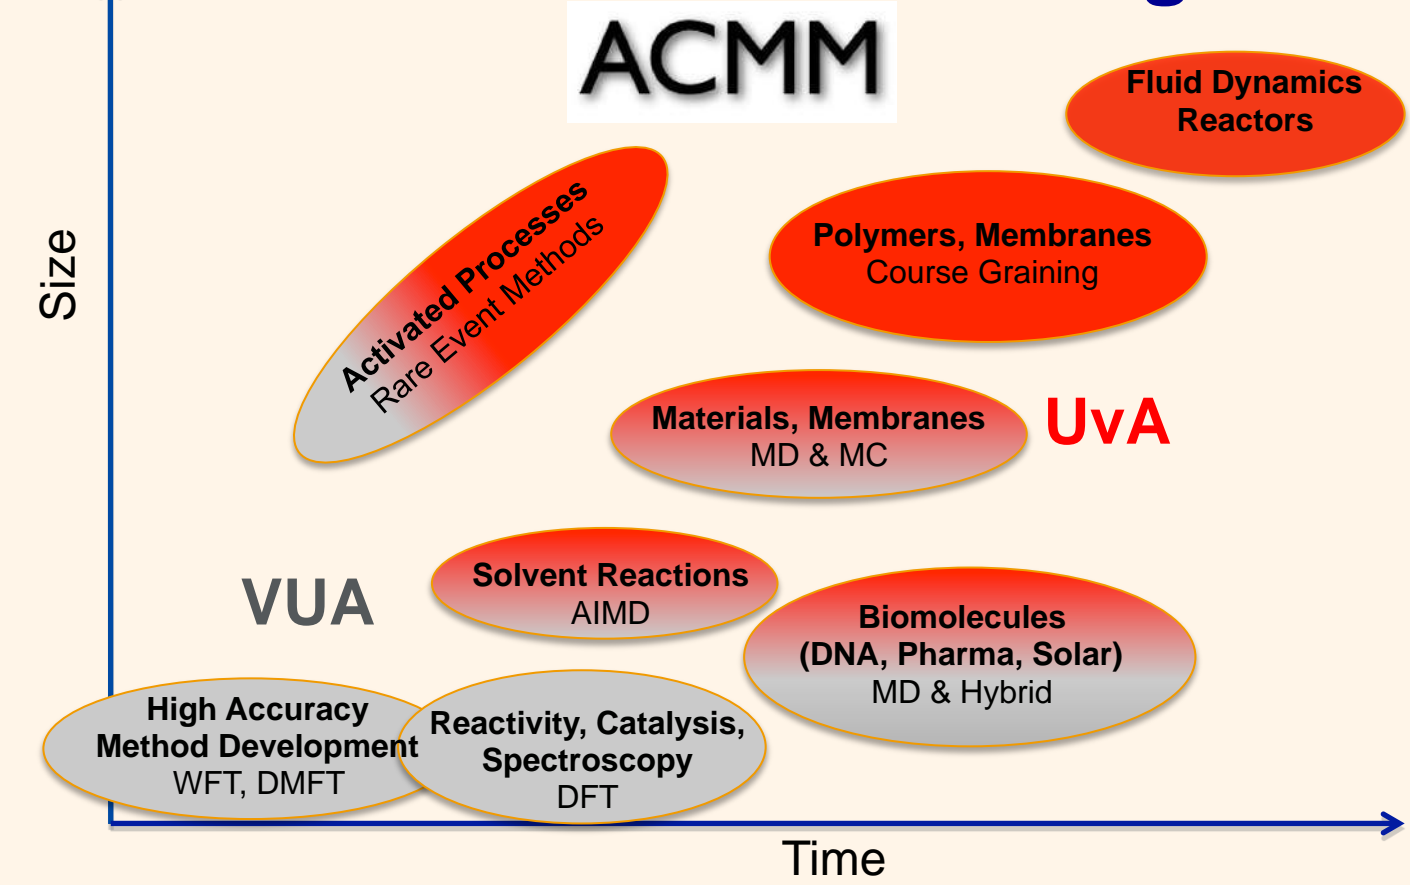 ACMM
Fluid Dynamics
Reactors
Activated Processes
Rare Event Methods
Polymers, Membranes
Course Graining
Size
Materials, Membranes
MD & MC
UvA
VUA
Solvent Reactions
AIMD
Biomolecules
(DNA, Pharma, Solar)
MD & Hybrid
High Accuracy
Method Development
WFT, DMFT
Reactivity, Catalysis,
Spectroscopy
DFT
Time